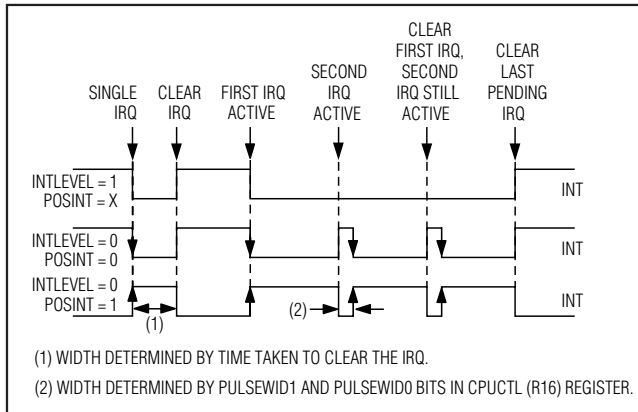 CLEAR
FIRST IRQ,
SECOND
IRQ STILL
ACTIVE
CLEAR
LAST
PENDING
IRQ
SECOND
IRQ
ACTIVE
SINGLE
IRQ
CLEAR
IRQ
FIRST IRQ
ACTIVE
INTLEVEL = 1
POSINT = X
INT
INTLEVEL = 0
POSINT = 0
INT
INTLEVEL = 0
POSINT = 1
INT
(1)
(2)
(1) WIDTH DETERMINED BY TIME TAKEN TO CLEAR THE IRQ.
(2) WIDTH DETERMINED BY PULSEWID1 AND PULSEWID0 BITS IN CPUCTL (R16) REGISTER.